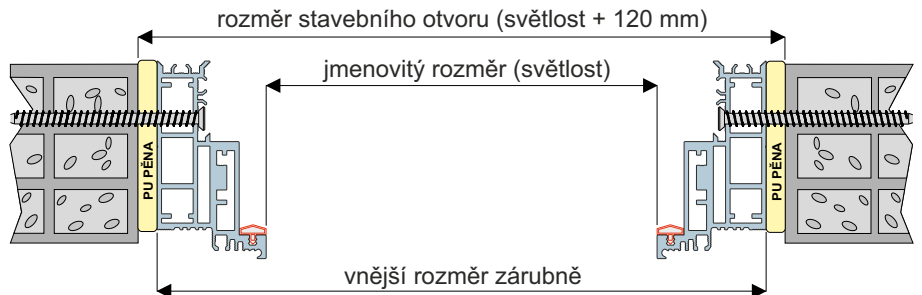 rozměr stavebního otvoru (světlost + 120 mm)
jmenovitý rozměr (světlost)
PU PĚNA
PU PĚNA
vnější rozměr zárubně